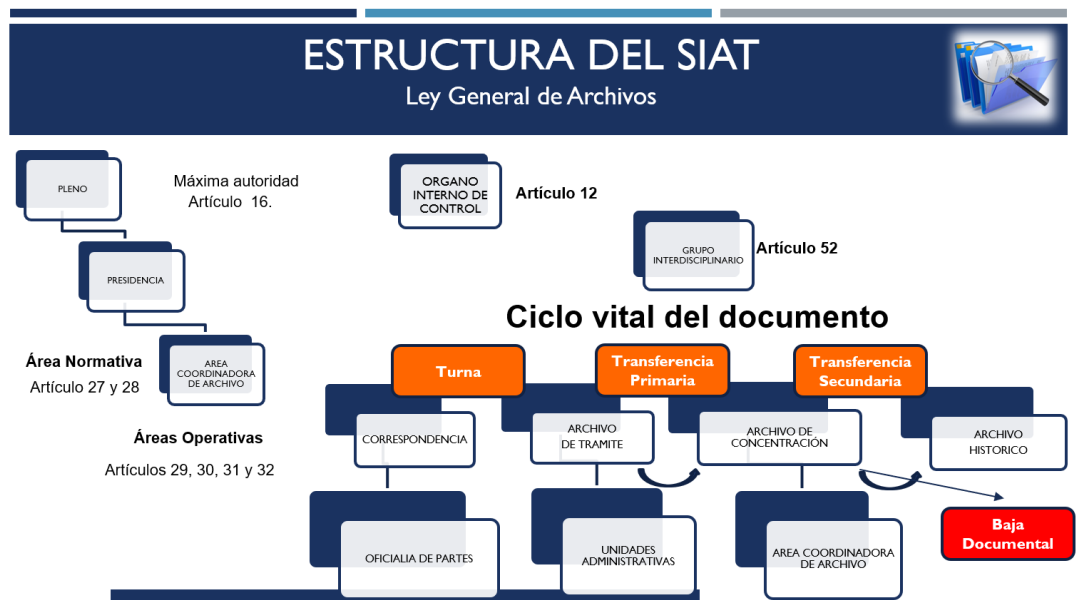 ESTRUCTURA DEL SIAT
Ley General de Archivos
PLENO
Máxima autoridad
Artículo 16.
ORGANO
INTERNO DE
CONTROL
Artículo 12
GRUPO
INTERDISCIPLINARIO
Artículo 52
PRESIDENCIA
Ciclo vital del documento
Área Normativa
Artículo 27 y 28
AREA
COORDINADORA
DE ARCHIVO
Turna
Transferencia
Primaria
Transferencia
Secundaria
Áreas Operativas
Artículos 29, 30, 31 y 32
CORRESPONDENCIA
ARCHIVO
DE TRAMITE
ARCHIVO DE
CONCENTRACIÓN
ARCHIVO
HISTORICO
OFICIALIA DE PARTES
UNIDADES
ADMINISTRATIVAS
AREA COORDINADORA
DE ARCHIVO
Baja
Documental